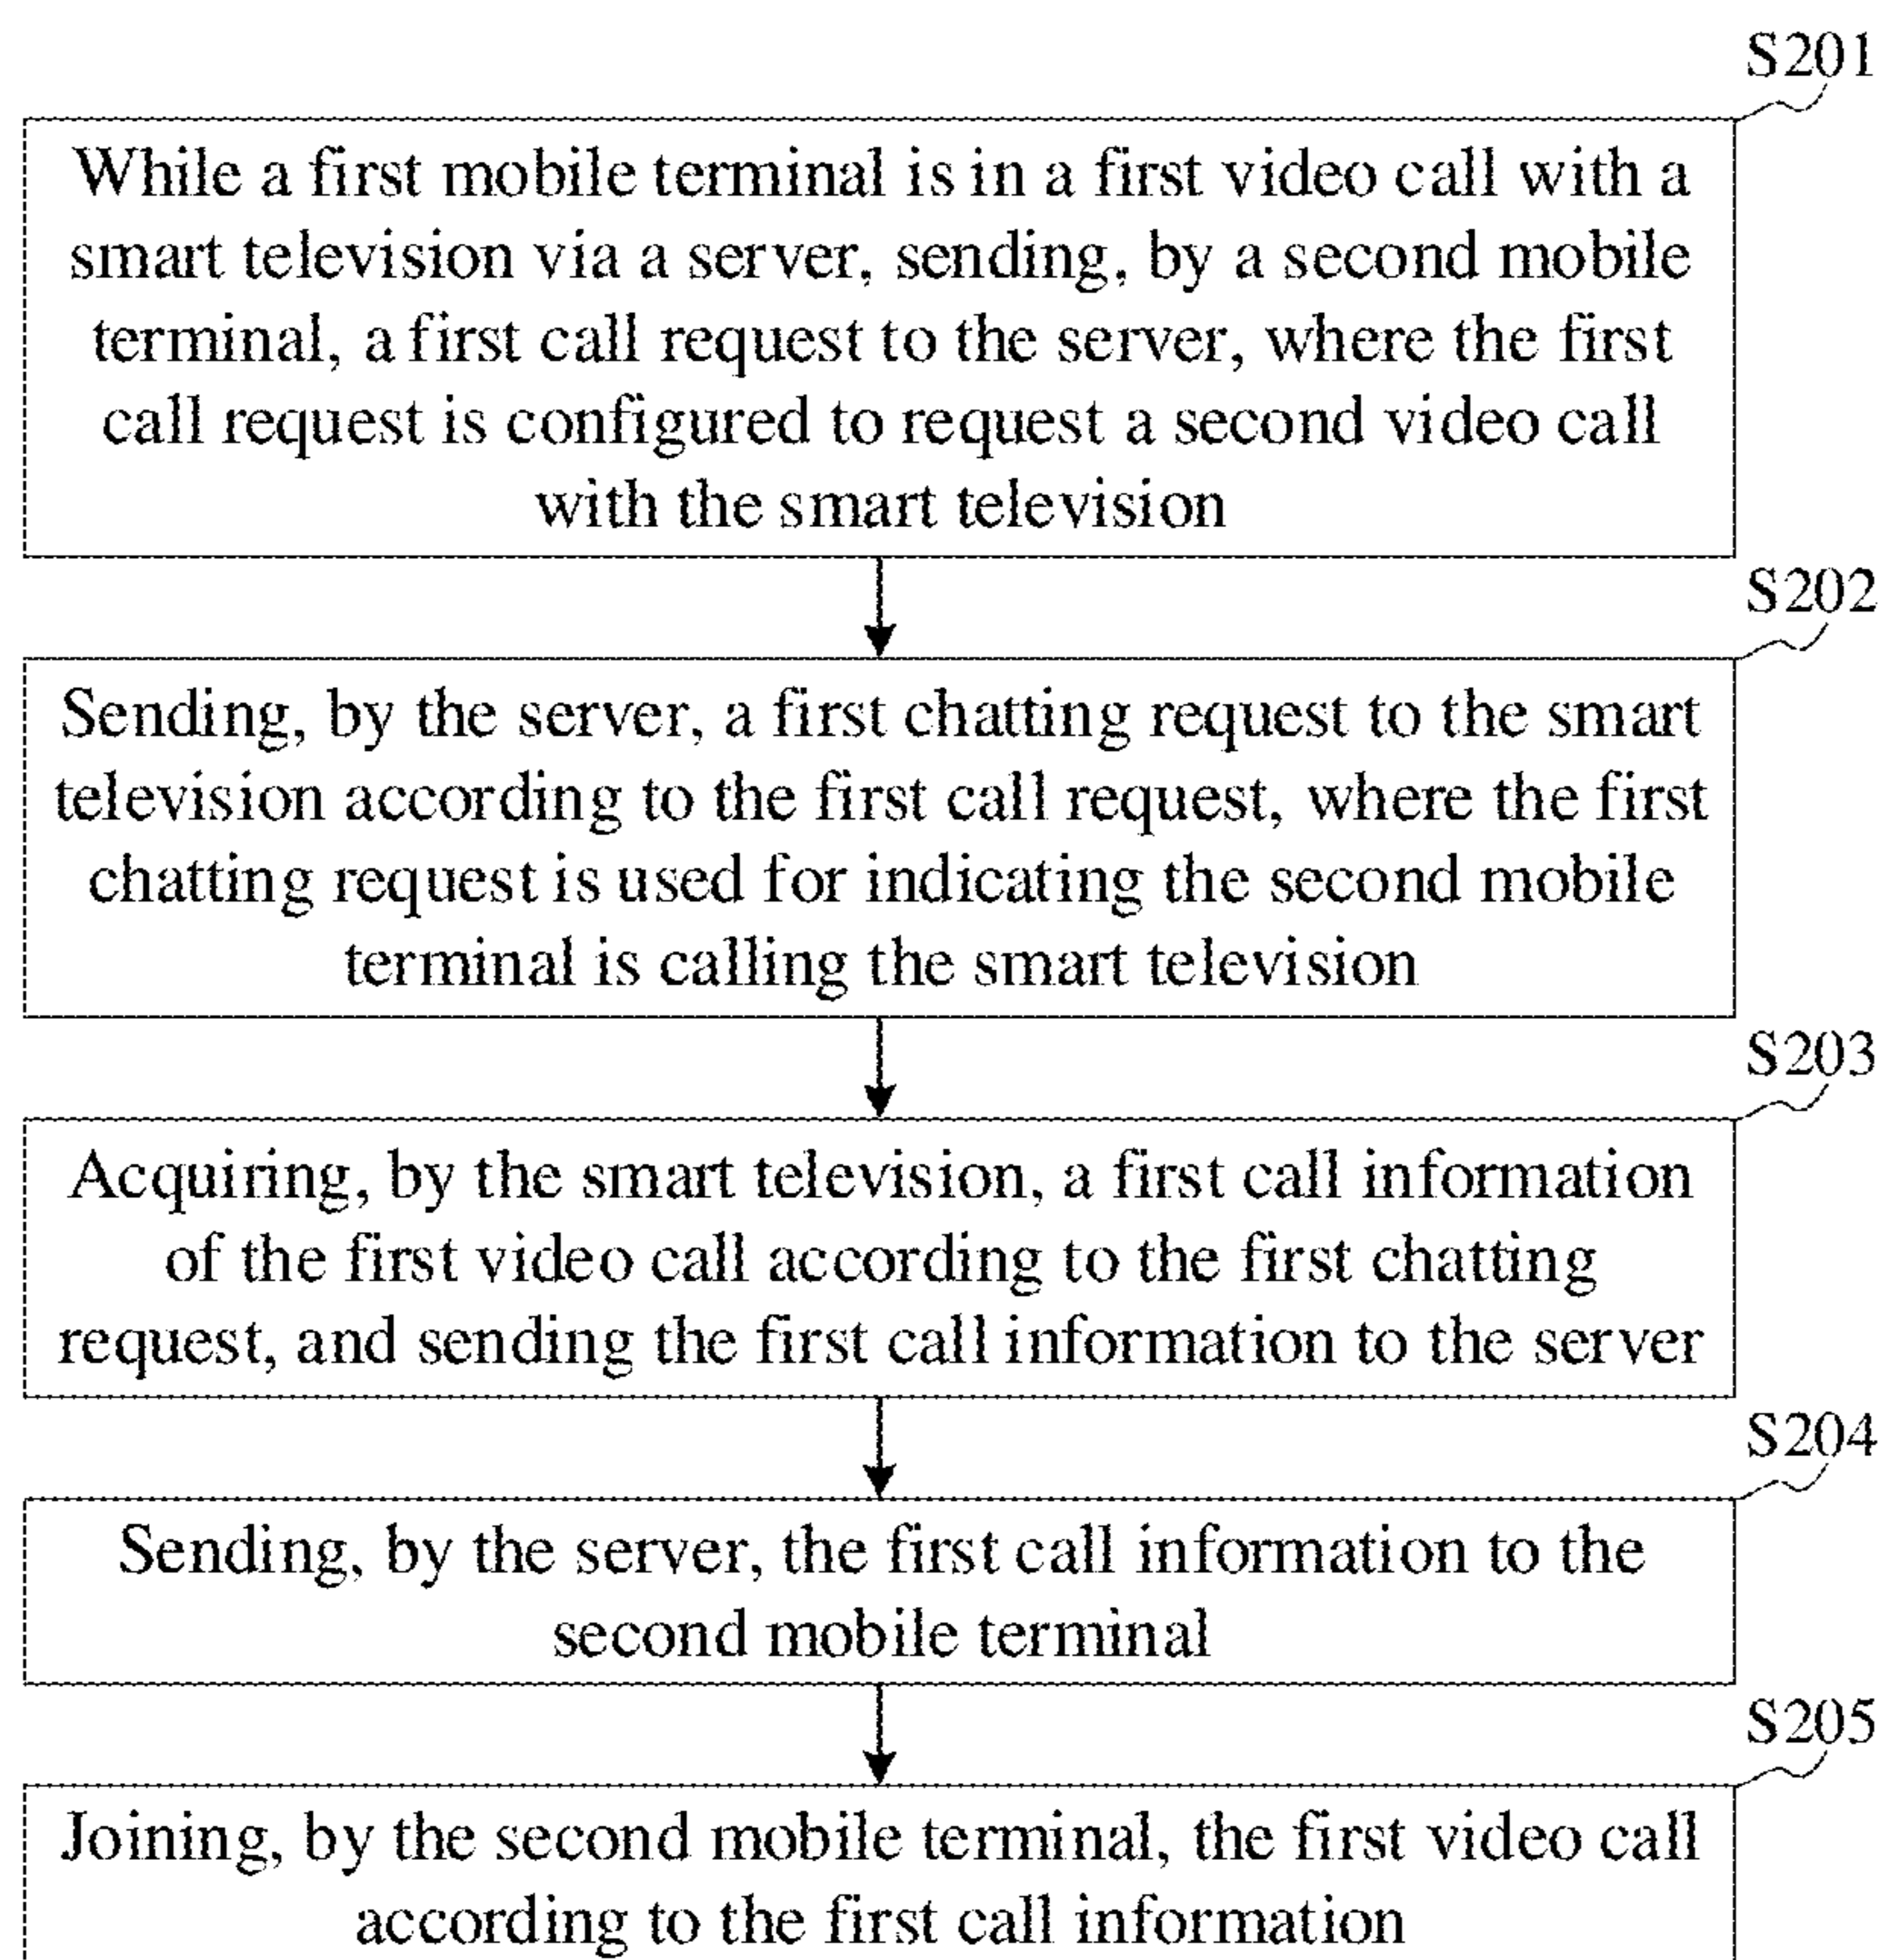 S201
While a first mobile terminal is in a first video call with a
smart television via a server, sending, by a second mobile
terminal, a first call request to the server, where the first
call request is configured to request a second video call
with the smart television
S202
Sending, by the server, a first chatting request to the smart
television according to the first call request, where the first
chatting request is used for indicating the second mobile
terminal is calling the smart television
S203
Acquiring, by the smart television, a first call information
of the first video call according to the first chatting
request, and sending the first call information to the server
S204
Sending, by the server, the first call information to the
second mobile terminal
S205
Joining, by the second mobile terminal, the first video call
according to the first call information